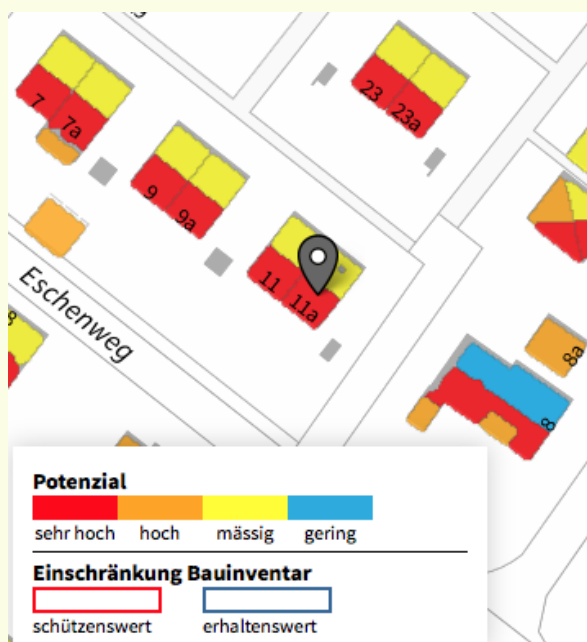 23
23a
7
7a
9
9a
11
11a
Eschenweg
8a
8
Potenzial
sehr hoch hoch mässig gering
Einschränkung Bauinventar
schützenswert erhaltenswert